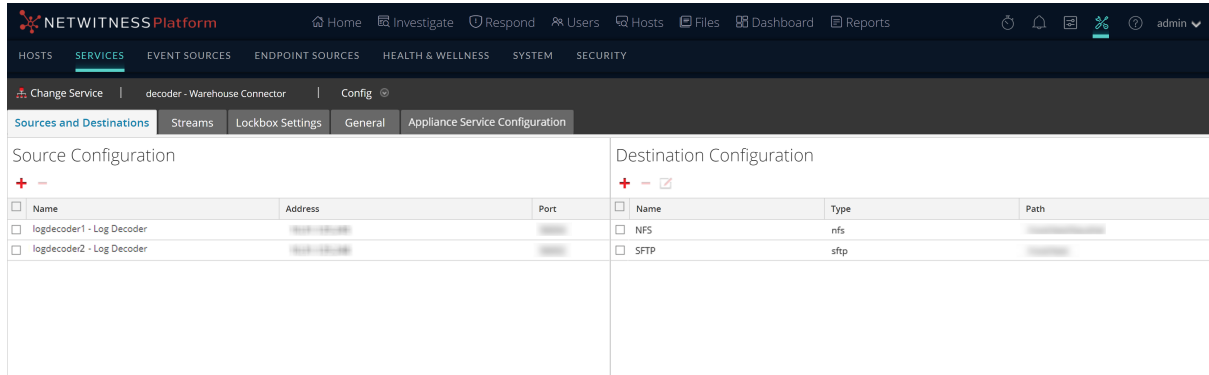 NETWITNESS Platform Home Investigate Respond Users Hosts Files Dashboard Reports admin
HOSTS SERVICES EVENT SOURCES ENDPOINT SOURCES HEALTH & WELLNESS SYSTEM SECURITY
Change Service | decoder - Warehouse Connector | Config
Sources and Destinations Streams Lockbox Settings General Appliance Service Configuration
Source Configuration
Name Address Port
logdecoder1 - Log Decoder
logdecoder2 - Log Decoder
Destination Configuration
Name Type Path
NFS nfs
SFTP sftp